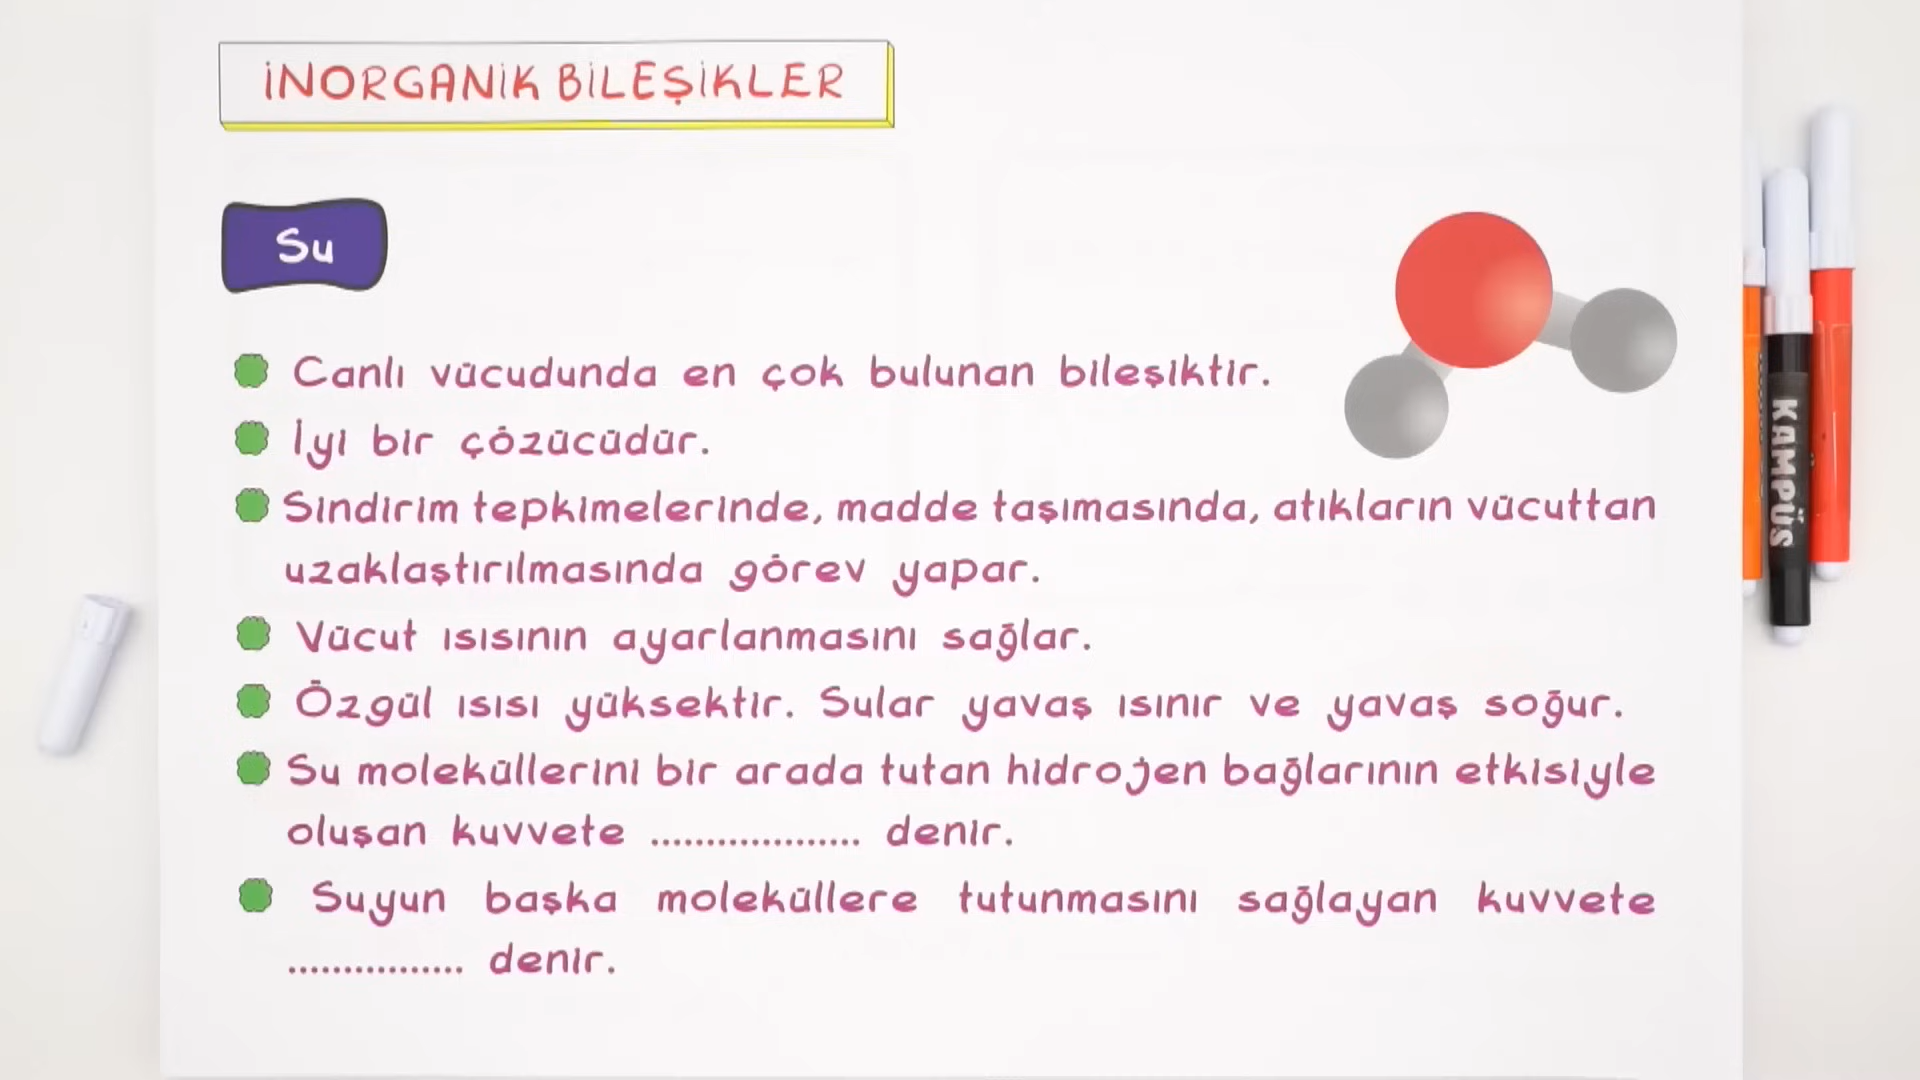 İNORGANİK BİLEŞİKLER
Su
Canlı vücudunda en çok bulunan bileşiktir.
İyi bir çözücüdür.
Sindirim tepkimelerinde, madde taşımasında, atıkların vücuttan
uzaklaştırılmasında görev yapar.
Vücut ısısının ayarlanmasını sağlar.
Özgül ısısı yüksektir. Sular yavaş ısınır ve yavaş soğur.
Su moleküllerini bir arada tutan hidrojen bağlarının etkisiyle
oluşan kuvvete ................... denir.
Suyun başka moleküllere tutunmasını sağlayan kuvvete
................ denir.
KAMPÜS